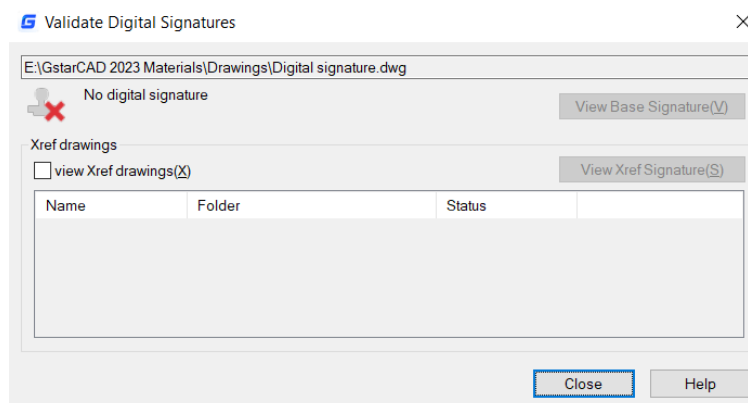 Validate Digital Signatures
E:\GstarCAD 2023 Materials\Drawings\Digital signature.dwg
No digital signature
View Base Signature(V)
Xref drawings
view Xref drawings(X)
View Xref Signature(S)
Name Folder Status
Close Help